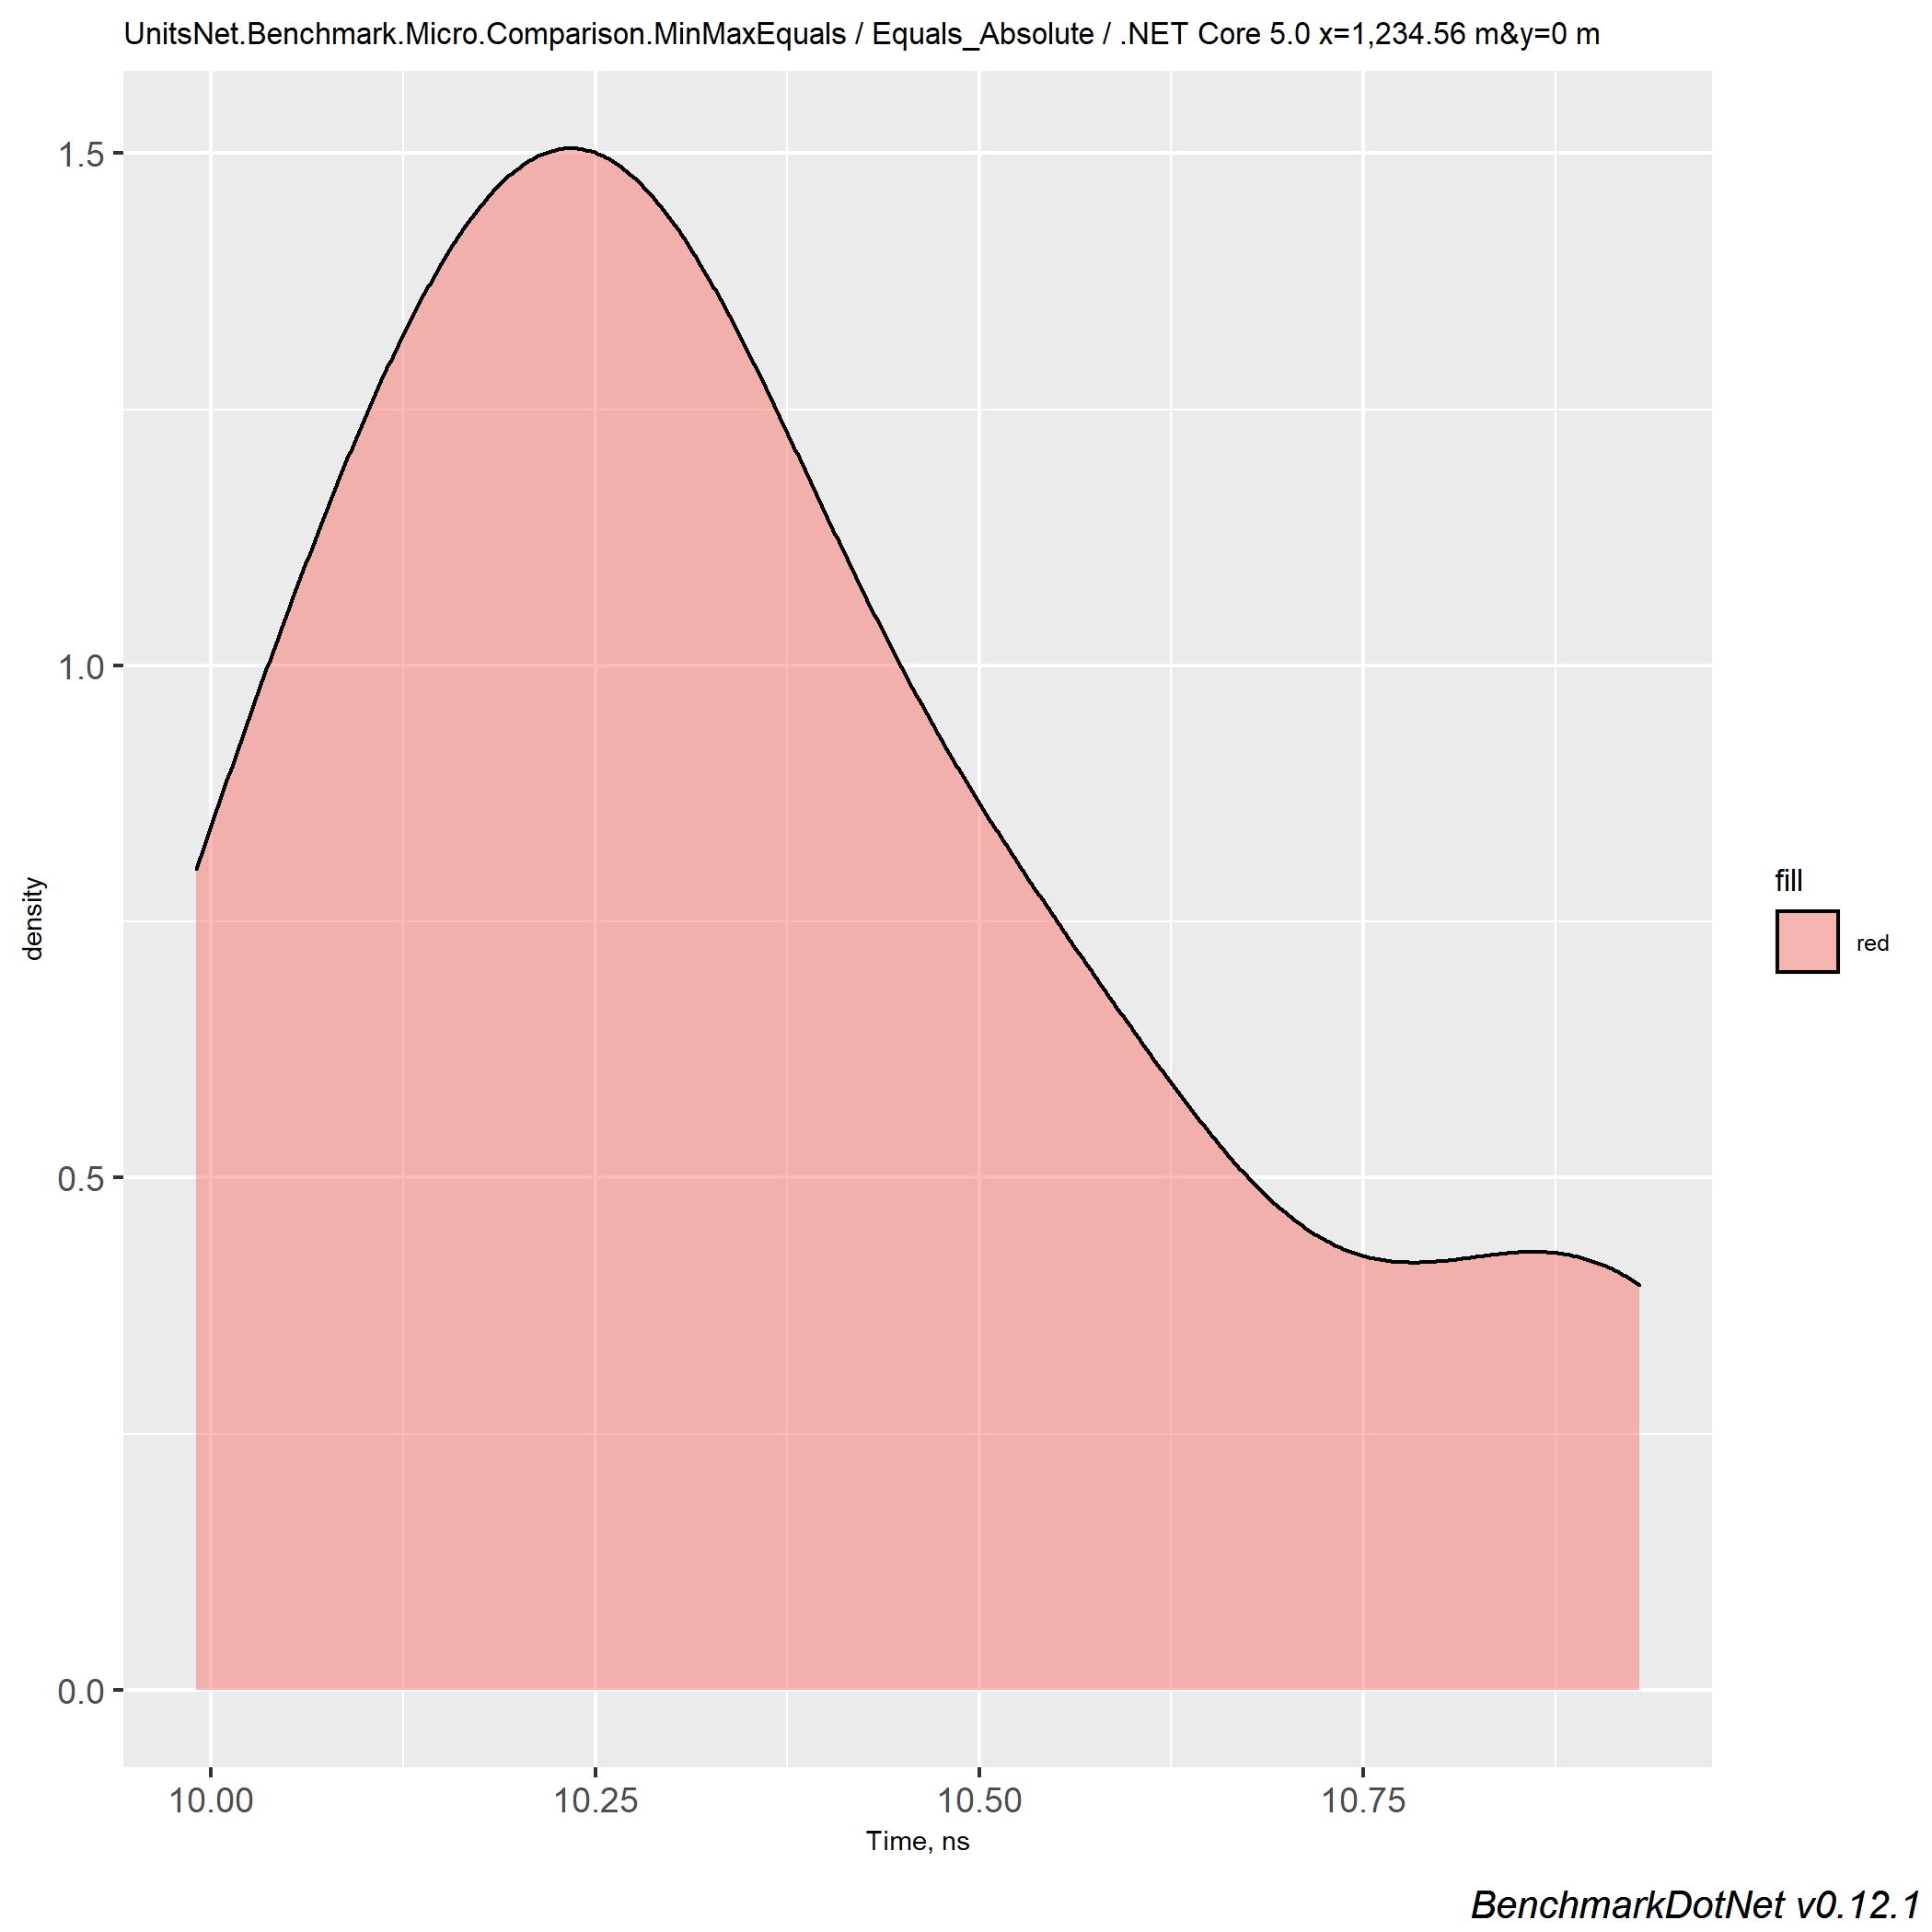 UnitsNet.Benchmark.Micro.Comparison.MinMaxEquals / Equals_Absolute / .NET Core 5.0 x=1,234.56 m&y=0 m
1.5
1.0
0.5
0.0
density
10.00 10.25 10.50 10.75
Time, ns
fill
red
BenchmarkDotNet v0.12.1